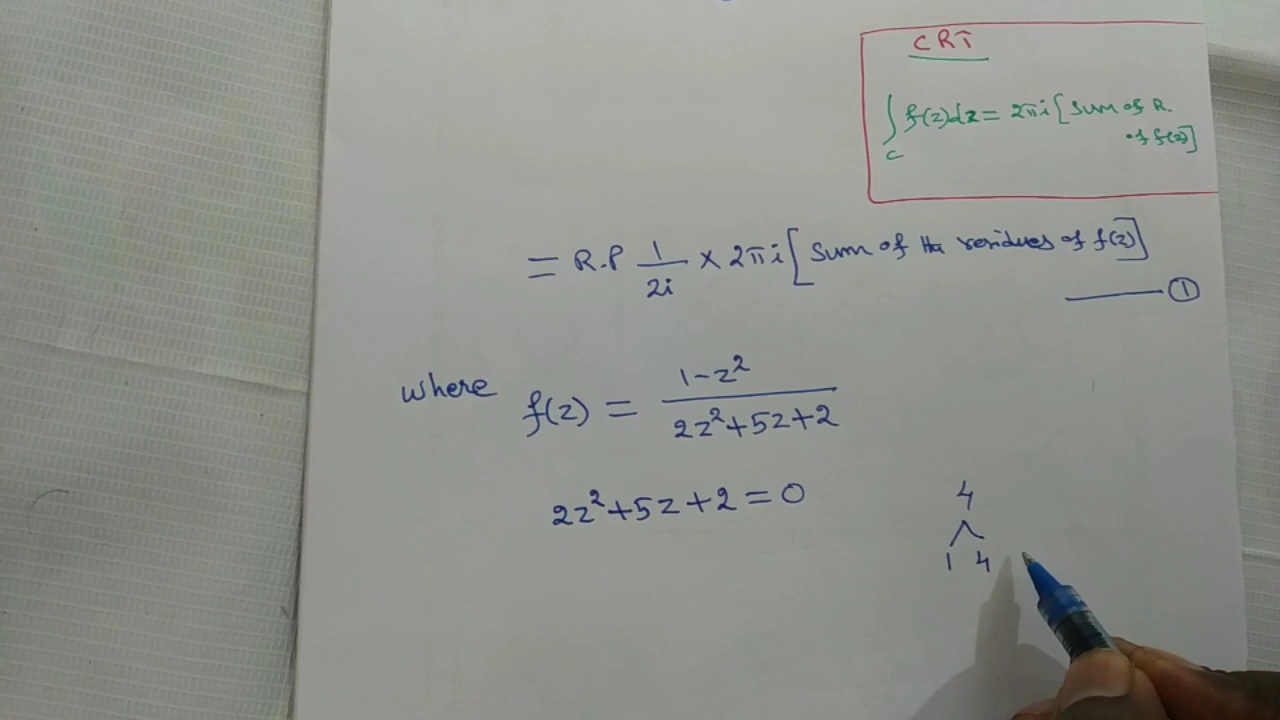 CRT
∫ f(z)dz = 2πi [Sum of R.
C
of f(z)]
= R.P 1/2i × 2πi [Sum of the residues of f(z)]
——— ①
where f(z) = 1-z²/2z²+5z+2
2z²+5z+2=0
4
1 4